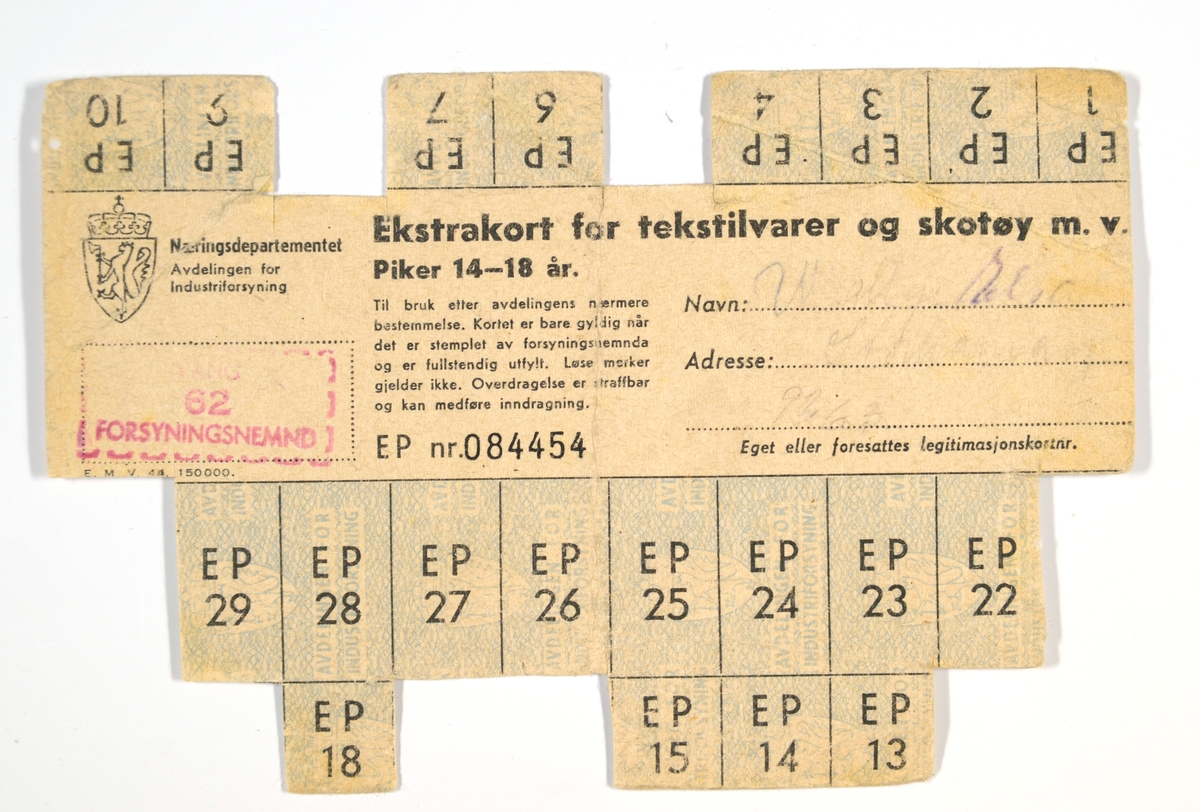 10 9 7 6 4 3 2 1
EP EP EP EP EP EP EP EP
Næringsdepartementet
Avdelingen for
Industriforsyning
Ekstrakort for tekstilvarer og skotøy m. v.
Piker 14—18 år.
Til bruk etter avdelingens nærmere
bestemmelse. Kortet er bare gyldig når
det er stemplet av forsyningsnemnda
og er fullstendig utfylt. Løse merker
gjelder ikke. Overdragelse er straffbar
og kan medføre inndragning.
EP nr. 084454
Navn:
Adresse:
Eget eller foresattes legitimasjonskortnr.
VANG
62
FORSYNINGSNEMND
E. M. V. 44. 150000.
EP EP EP EP EP EP EP EP
29 28 27 26 25 24 23 22
EP EP EP EP
18 15 14 13